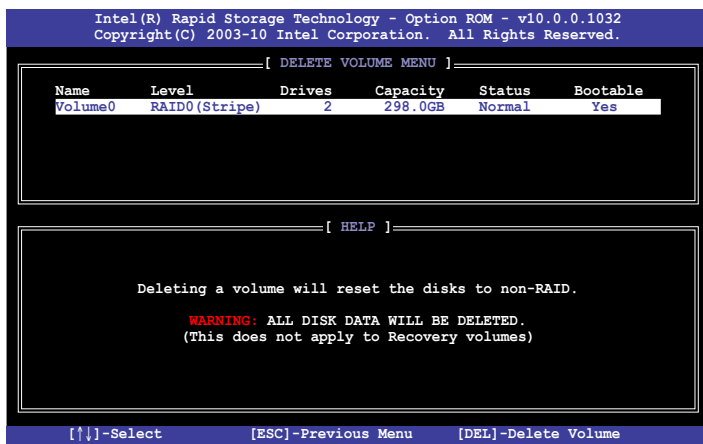 Intel(R) Rapid Storage Technology - Option ROM - v10.0.0.1032
Copyright(C) 2003-10 Intel Corporation. All Rights Reserved.
[ DELETE VOLUME MENU ]
Name Level Drives Capacity Status Bootable
Volume0 RAID0(Stripe) 2 298.0GB Normal Yes
[ HELP ]
Deleting a volume will reset the disks to non-RAID.
WARNING: ALL DISK DATA WILL BE DELETED.
(This does not apply to Recovery volumes)
[↑↓]-Select [ESC]-Previous Menu [DEL]-Delete Volume